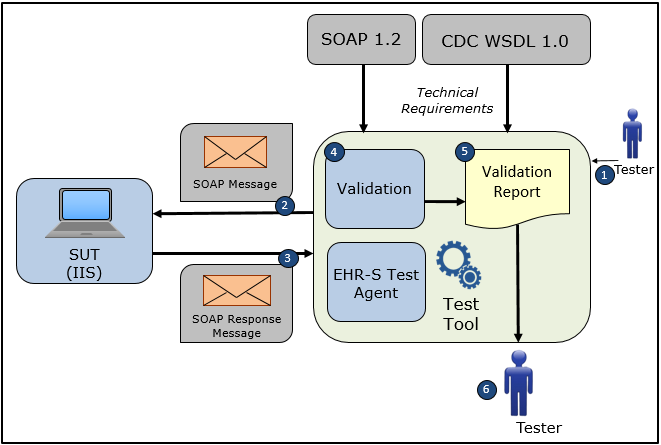 SOAP 1.2
CDC WSDL 1.0
Technical
Requirements
4
5
Validation
Validation
Report
1
Tester
SOAP Message
2
SUT
(IIS)
3
SOAP Response
Message
EHR-S Test
Agent
Test
Tool
6
Tester